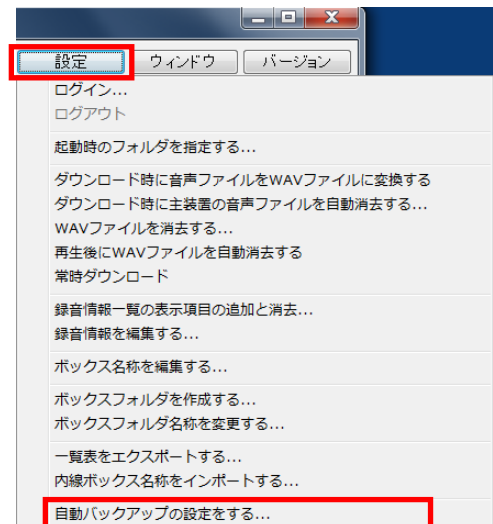 設定 ウィンドウ バージョン
ログイン...
ログアウト
起動時のフォルダを指定する...
ダウンロード時に音声ファイルをWAVファイルに変換する
ダウンロード時に主装置の音声ファイルを自動消去する...
WAVファイルを消去する...
再生後にWAVファイルを自動消去する
常時ダウンロード
録音情報一覧の表示項目の追加と消去...
録音情報を編集する...
ボックス名称を編集する...
ボックスフォルダを作成する...
ボックスフォルダ名称を変更する...
一覧表をエクスポートする...
内線ボックス名称をインポートする...
自動バックアップの設定をする...